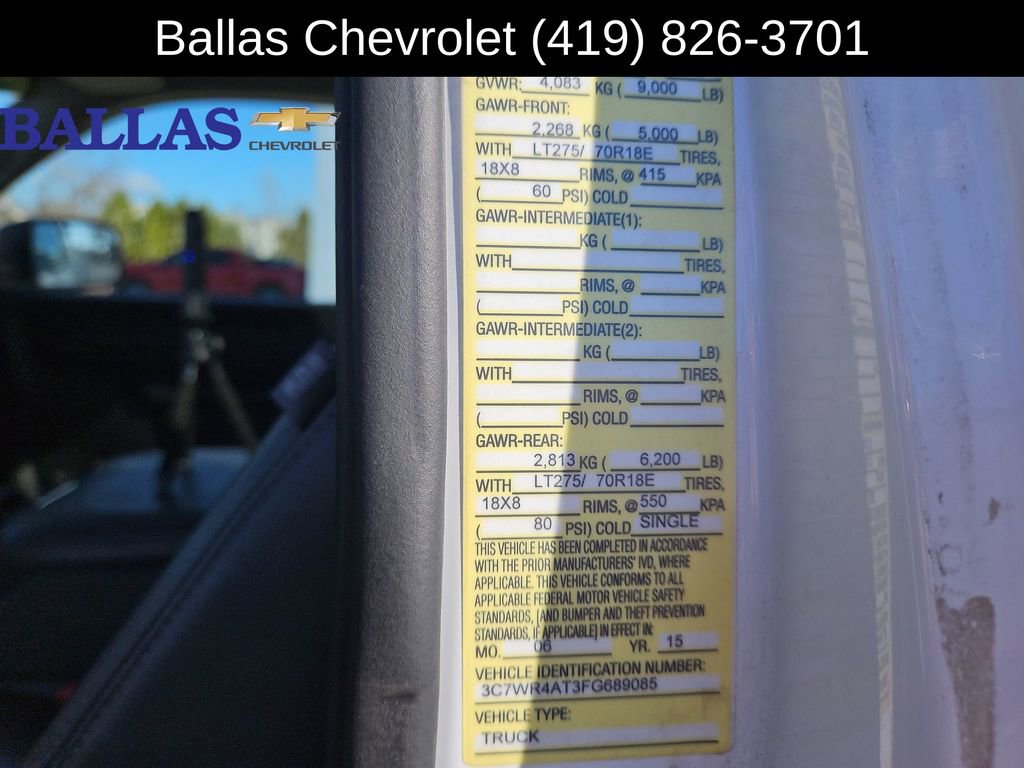 Ballas Chevrolet (419) 826-3701
BALLAS
CHEVROLET
GVWR: 4,083 KG ( 9,000 LB)
GAWR-FRONT:
2,268 KG ( 5,000 LB)
WITH LT275/ 70R18E TIRES,
18X8 RIMS, @ 415 KPA
( 60 PSI) COLD
GAWR-INTERMEDIATE(1):
KG ( LB)
WITH TIRES,
RIMS, @ KPA
( PSI) COLD
GAWR-INTERMEDIATE(2):
KG ( LB)
WITH TIRES,
RIMS, @ KPA
( PSI) COLD
GAWR-REAR:
2,813 KG ( 6,200 LB)
WITH LT275/ 70R18E TIRES,
18X8 RIMS, @ 550 KPA
( 80 PSI) COLD SINGLE
THIS VEHICLE HAS BEEN COMPLETED IN ACCORDANCE
WITH THE PRIOR MANUFACTURERS' IVD, WHERE
APPLICABLE. THIS VEHICLE CONFORMS TO ALL
APPLICABLE FEDERAL MOTOR VEHICLE SAFETY
STANDARDS, [AND BUMPER AND THEFT PREVENTION
STANDARDS, IF APPLICABLE] IN EFFECT IN:
MO. 06 YR. 15
VEHICLE IDENTIFICATION NUMBER:
3C7WR4AT3FG689085
VEHICLE TYPE:
TRUCK